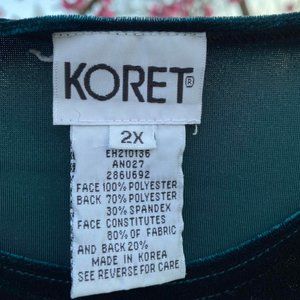 KORET®
2X
EH210136
AN027
286U692
FACE 100% POLYESTER
BACK 70% POLYESTER
30% SPANDEX
FACE CONSTITUTES
80% OF FABRIC
AND BACK 20%
MADE IN KOREA
SEE REVERSE FOR CARE